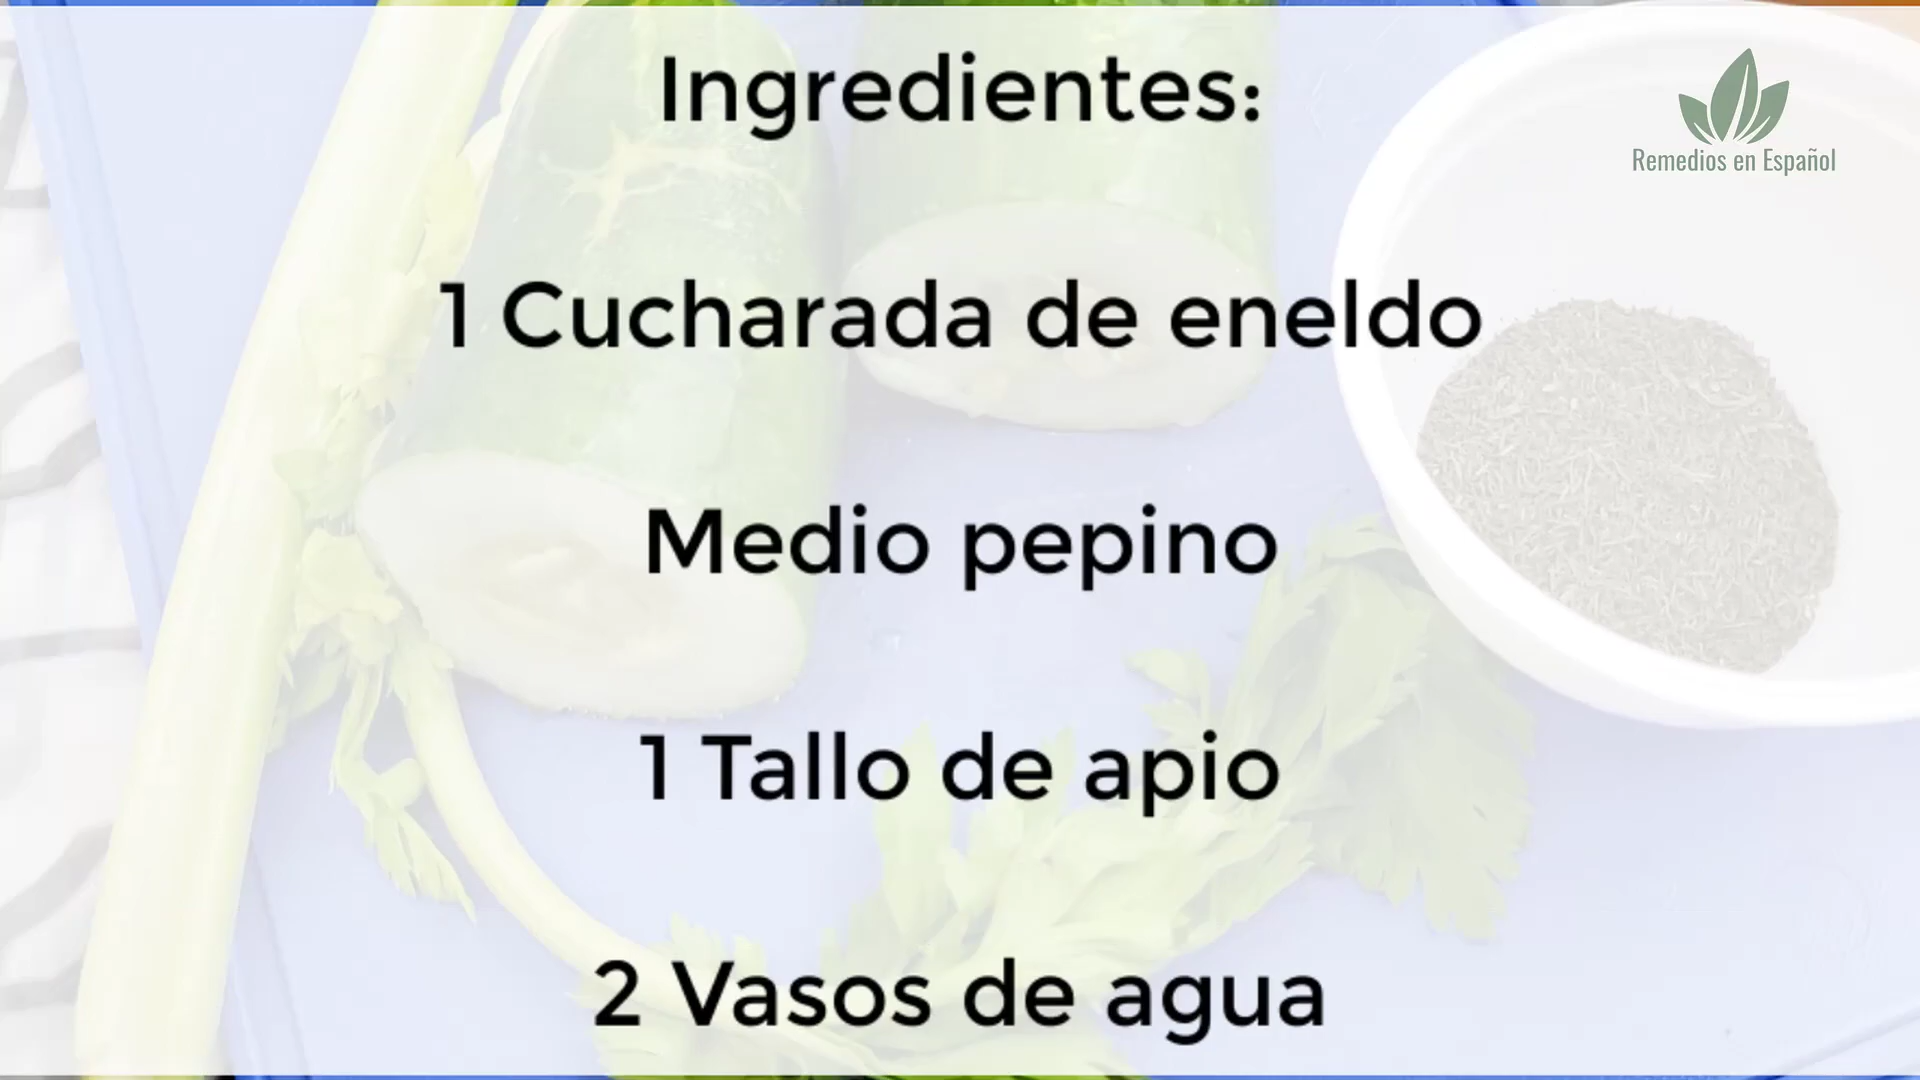 Ingredientes:
Remedios en Español
1 Cucharada de eneldo
Medio pepino
1 Tallo de apio
2 Vasos de agua